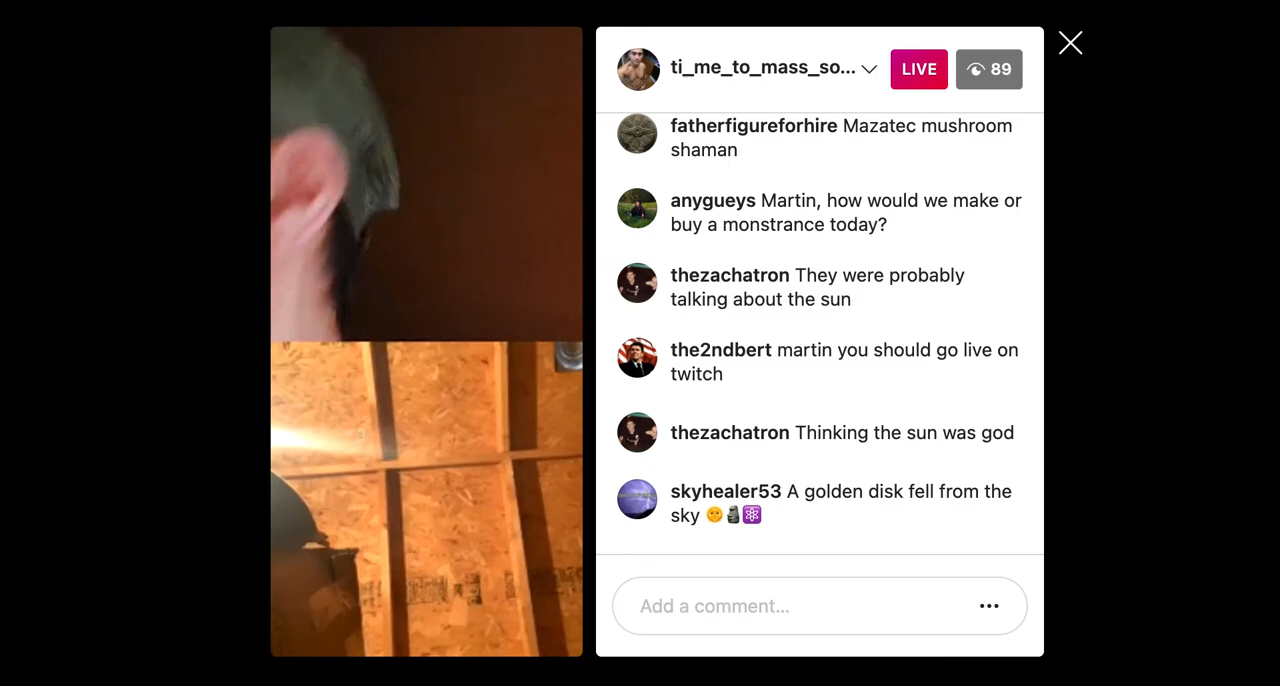 ti_me_to_mass_so...
LIVE
89
fatherfigureforhire Mazatec mushroom
shaman
anygueys Martin, how would we make or
buy a monstrance today?
thezachatron They were probably
talking about the sun
the2ndbert martin you should go live on
twitch
thezachatron Thinking the sun was god
skyhealer53 A golden disk fell from the
sky 🌞🗿⚛️
Add a comment...